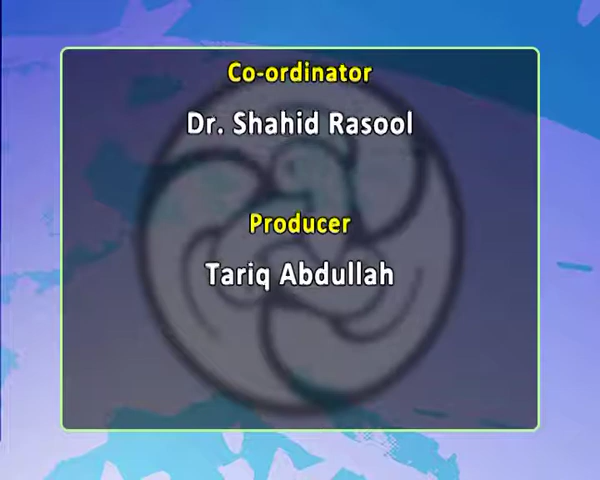 Co-ordinator
Dr. Shahid Rasool
Producer
Tariq Abdullah